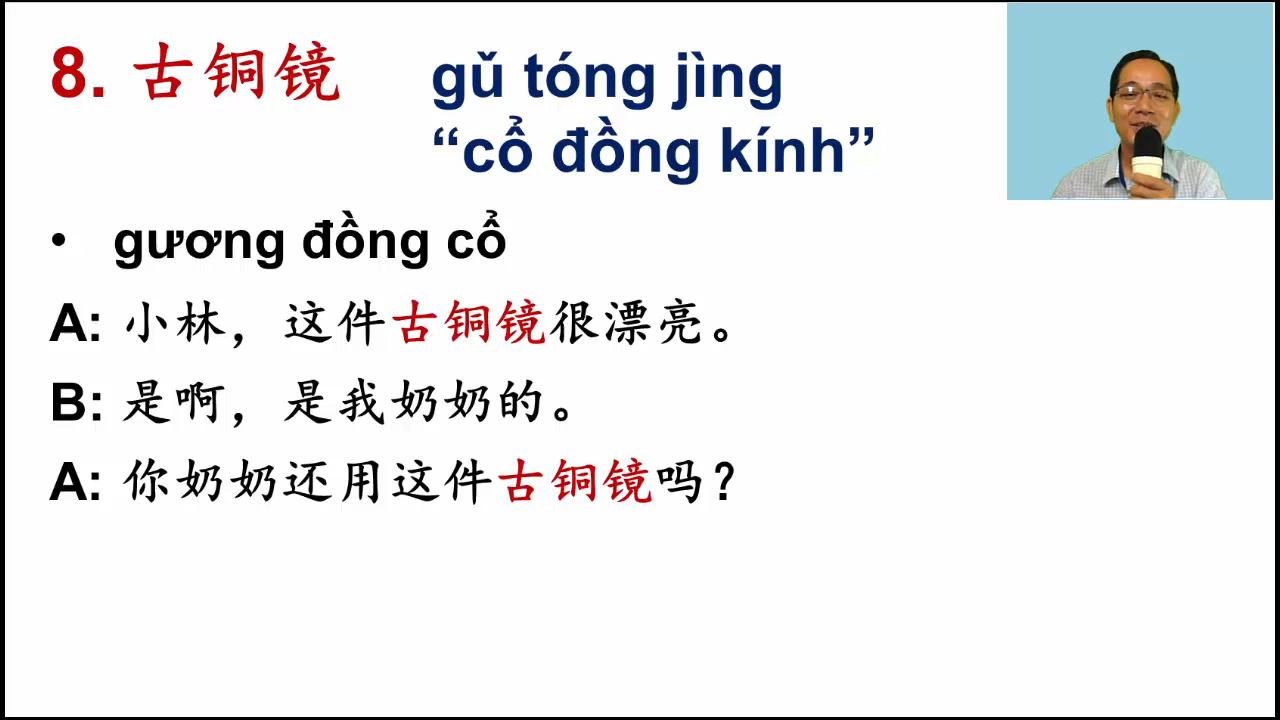 8. 古铜镜 gǔ tóng jìng
“cổ đồng kính”
• gương đồng cổ
A: 小林，这件古铜镜很漂亮。
B: 是啊，是我奶奶的。
A: 你奶奶还用这件古铜镜吗？